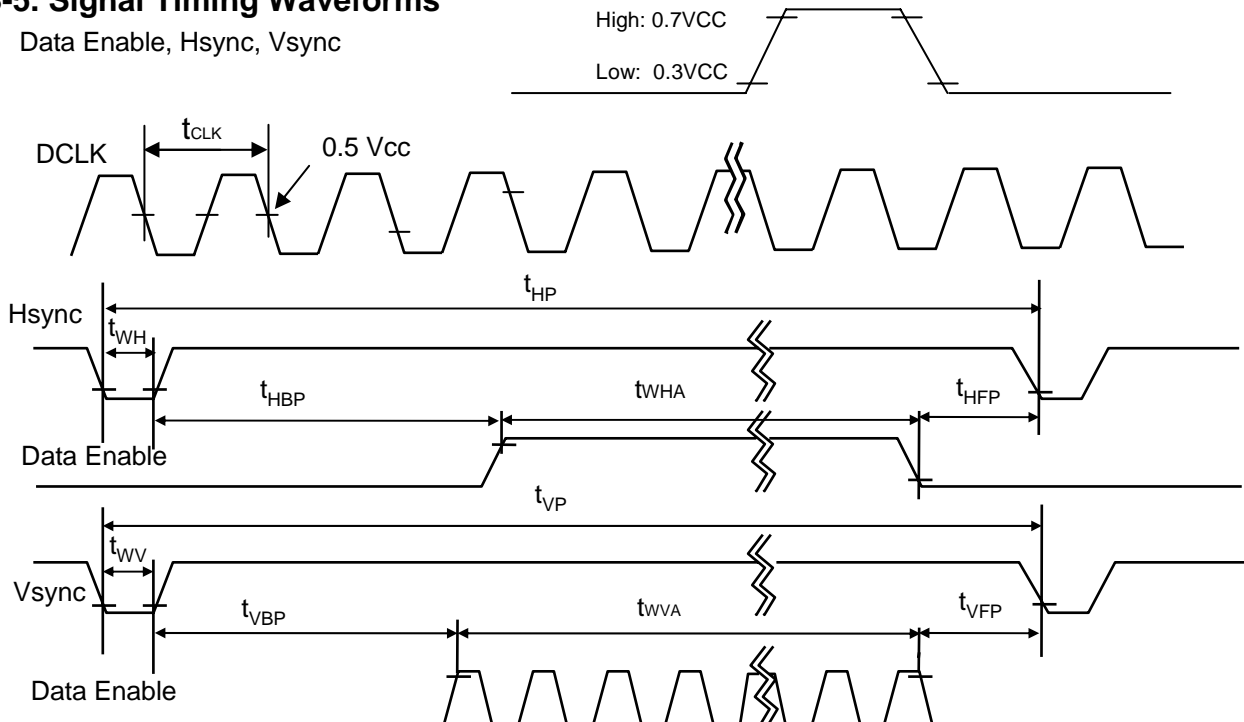 -5. Signal Timing Waveforms
Data Enable, Hsync, Vsync
High: 0.7VCC
Low: 0.3VCC
DCLK
tCLK
0.5 Vcc
Hsync
tHP
tWH
tHBP
tWHA
tHFP
Data Enable
tVP
Vsync
tWV
tVBP
tWVA
tVFP
Data Enable